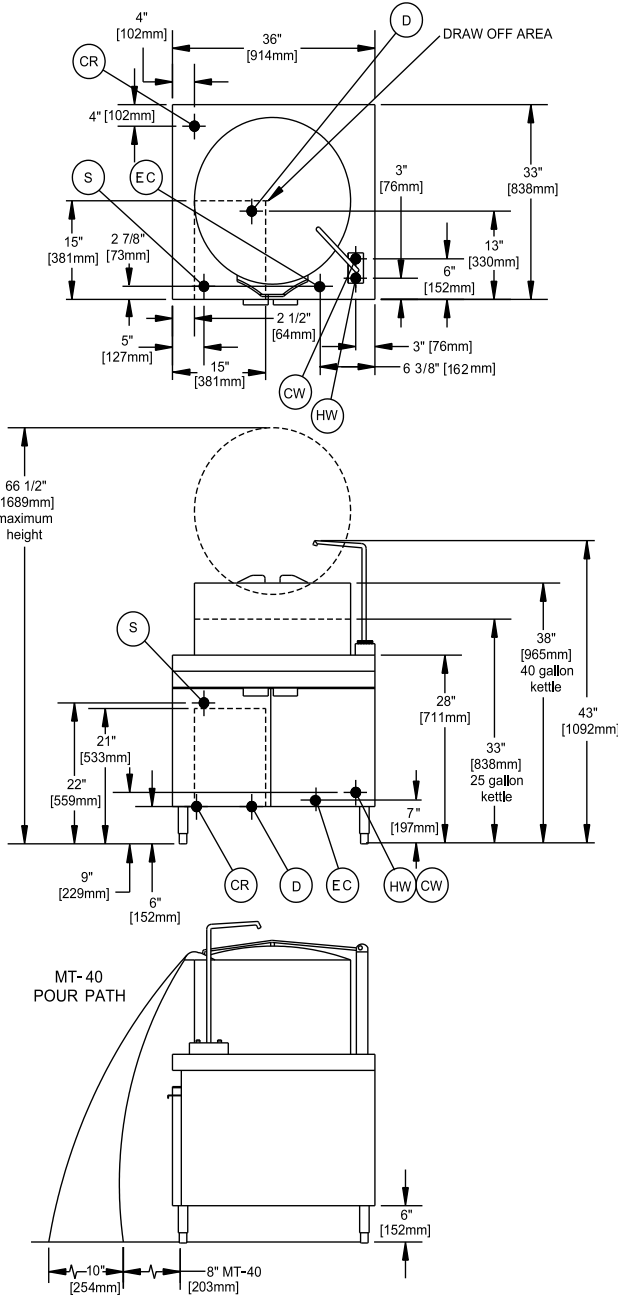 4"
[102mm]
36"
[914mm]
D
DRAW OFF AREA
CR
4" [102mm]
S
EC
3"
[76mm]
33"
[838mm]
15"
[381mm]
2 7/8"
[73mm]
13"
[330mm]
6"
[152mm]
2 1/2"
[64mm]
5"
[127mm]
15"
[381mm]
3" [76mm]
6 3/8" [162mm]
CW
HW
66 1/2"
1689mm]
maximum
height
S
38"
[965mm]
40 gallon
kettle
28"
[711mm]
43"
[1092mm]
21"
[533mm]
33"
[838mm]
25 gallon
kettle
22"
[559mm]
7"
[197mm]
9"
[229mm]
6"
[152mm]
CR
D
EC
HW
CW
MT-40
POUR PATH
6"
[152mm]
10"
[254mm]
8" MT-40
[203mm]